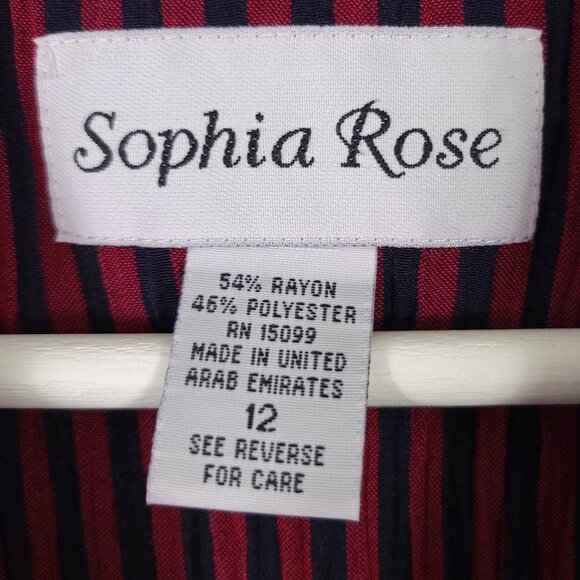 Sophia Rose
54% RAYON
46% POLYESTER
RN 15099
MADE IN UNITED
ARAB EMIRATES
12
SEE REVERSE
FOR CARE